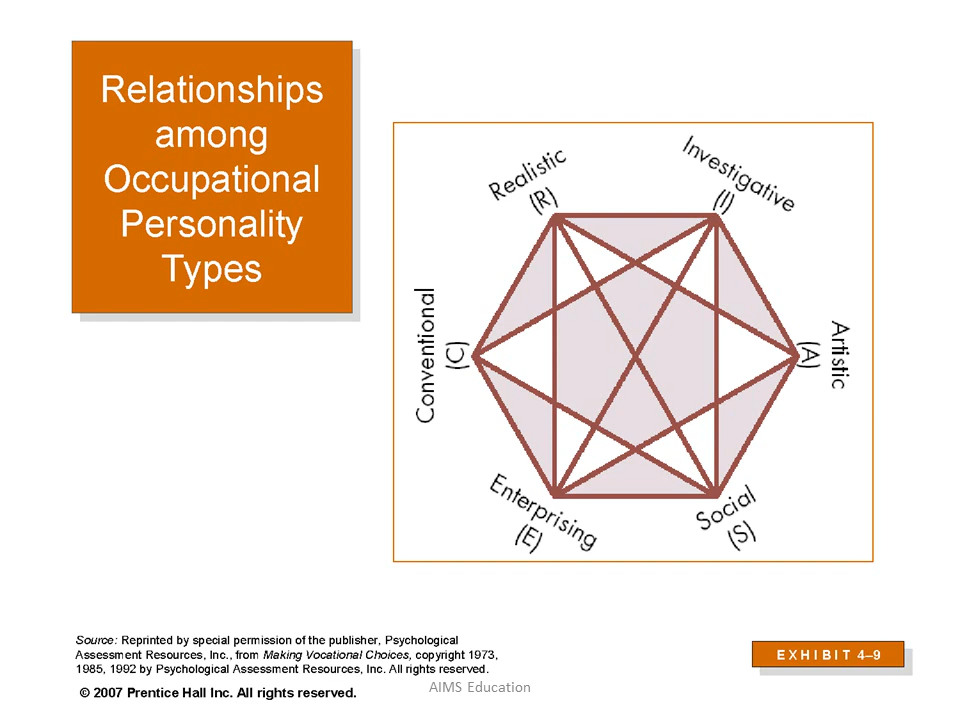 Relationships
among
Occupational
Personality
Types
Realistic
(R)
Investigative
(I)
Conventional
(C)
Artistic
(A)
Enterprising
(E)
Social
(S)
Source: Reprinted by special permission of the publisher, Psychological
Assessment Resources, Inc., from Making Vocational Choices, copyright 1973,
1985, 1992 by Psychological Assessment Resources, Inc. All rights reserved.
EXHIBIT 4–9
© 2007 Prentice Hall Inc. All rights reserved.
AIMS Education